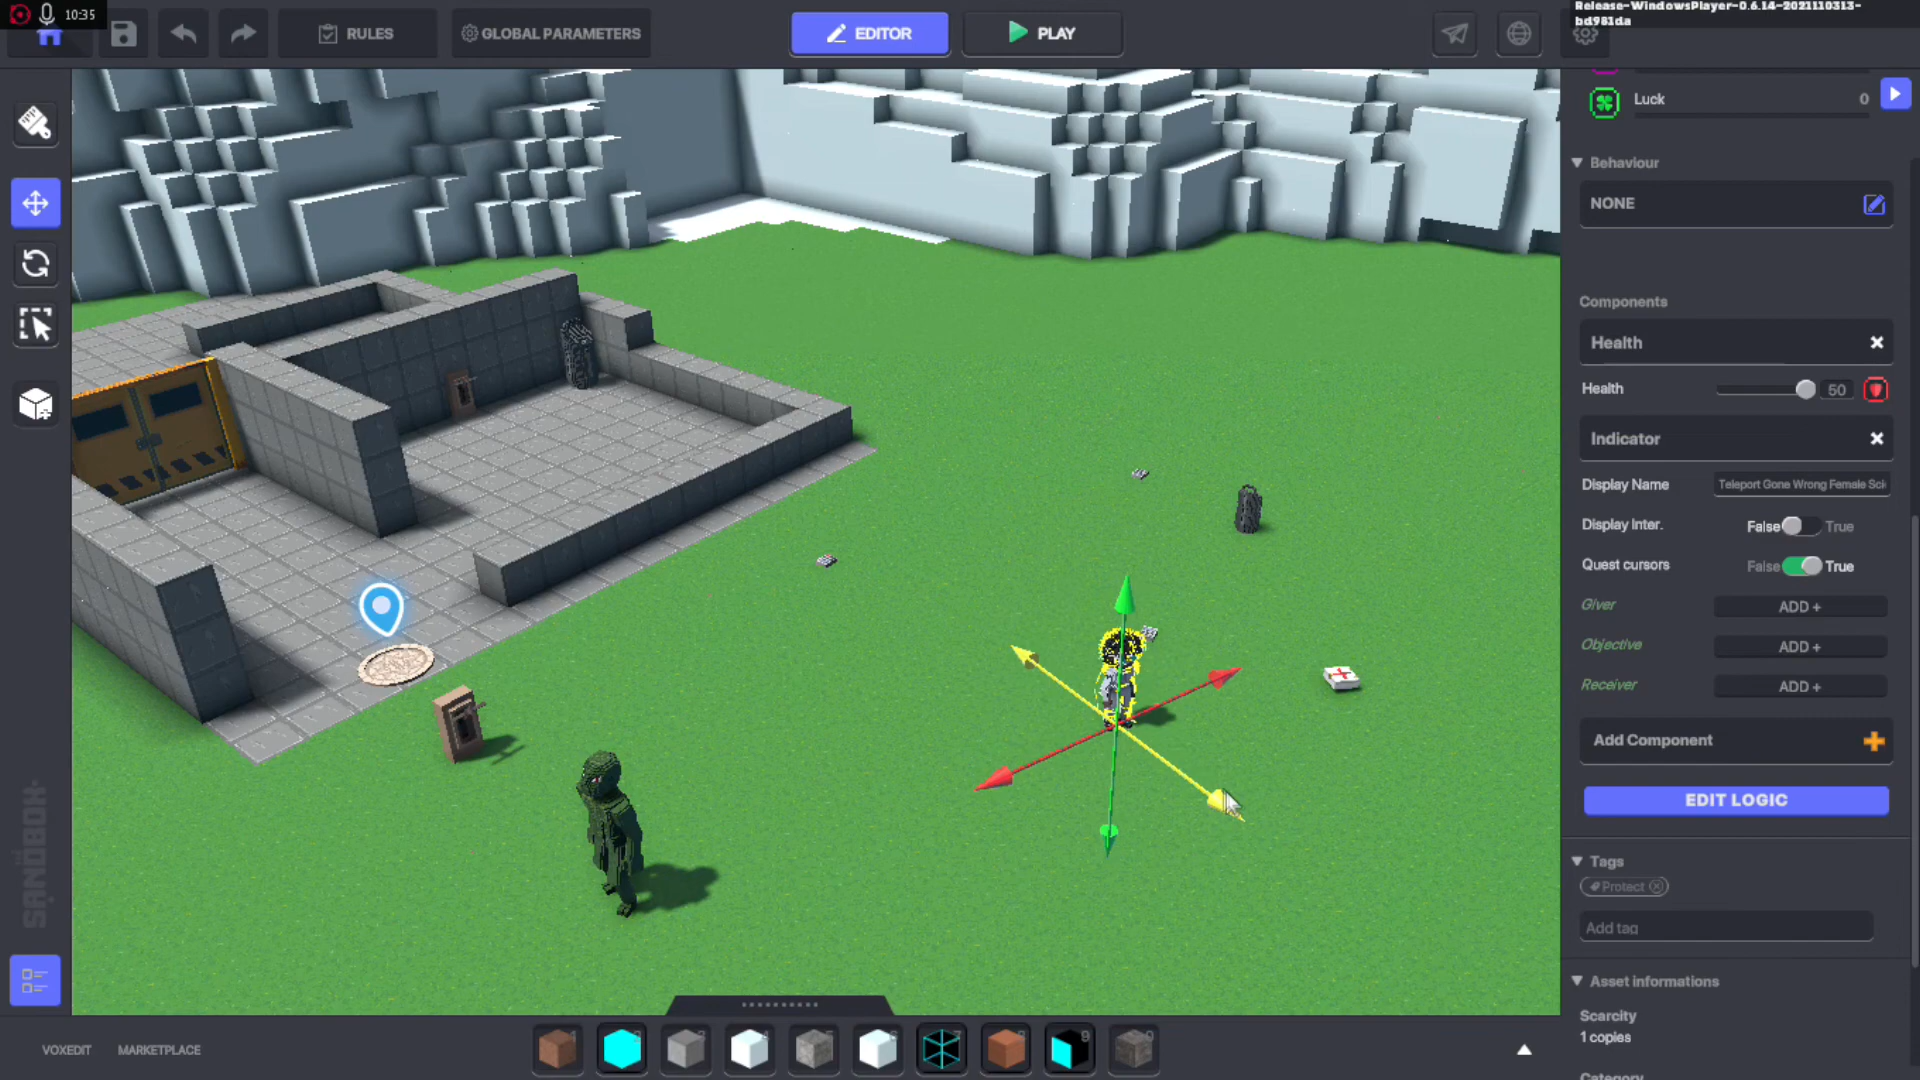 10:35
RULES
GLOBAL PARAMETERS
EDITOR
PLAY
Release-WindowsPlayer-0.6.14-2021110313-
bd981da
Luck 0
Behaviour
NONE
Components
Health
Health 50
Indicator
Display Name Teleport Gone Wrong Female Sci
Display Inter. False True
Quest cursors False True
Giver ADD +
Objective ADD +
Receiver ADD +
Add Component
EDIT LOGIC
Tags
Protect
Add tag
Asset informations
Scarcity
1 copies
Category
THE SANDBOX
VOXEDIT
MARKETPLACE